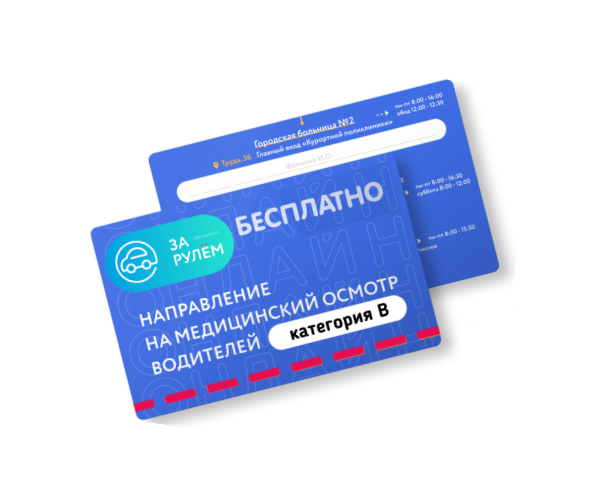 пн-пт 8:00 - 16:00
обед 12:00 - 12:30
Городская больница №2
Труда, 36 Главный вход «Курортной поликлиники»
Фамилия И.О.
пн-пт 8:00 - 16:30
суббота 8:00 - 12:00
пн-пт 8:00 - 15:30
БЕСПЛАТНО
ЗА
РУЛЁМ
ОНЛАЙН
НАПРАВЛЕНИЕ
НА МЕДИЦИНСКИЙ ОСМОТР
ВОДИТЕЛЕЙ категория B